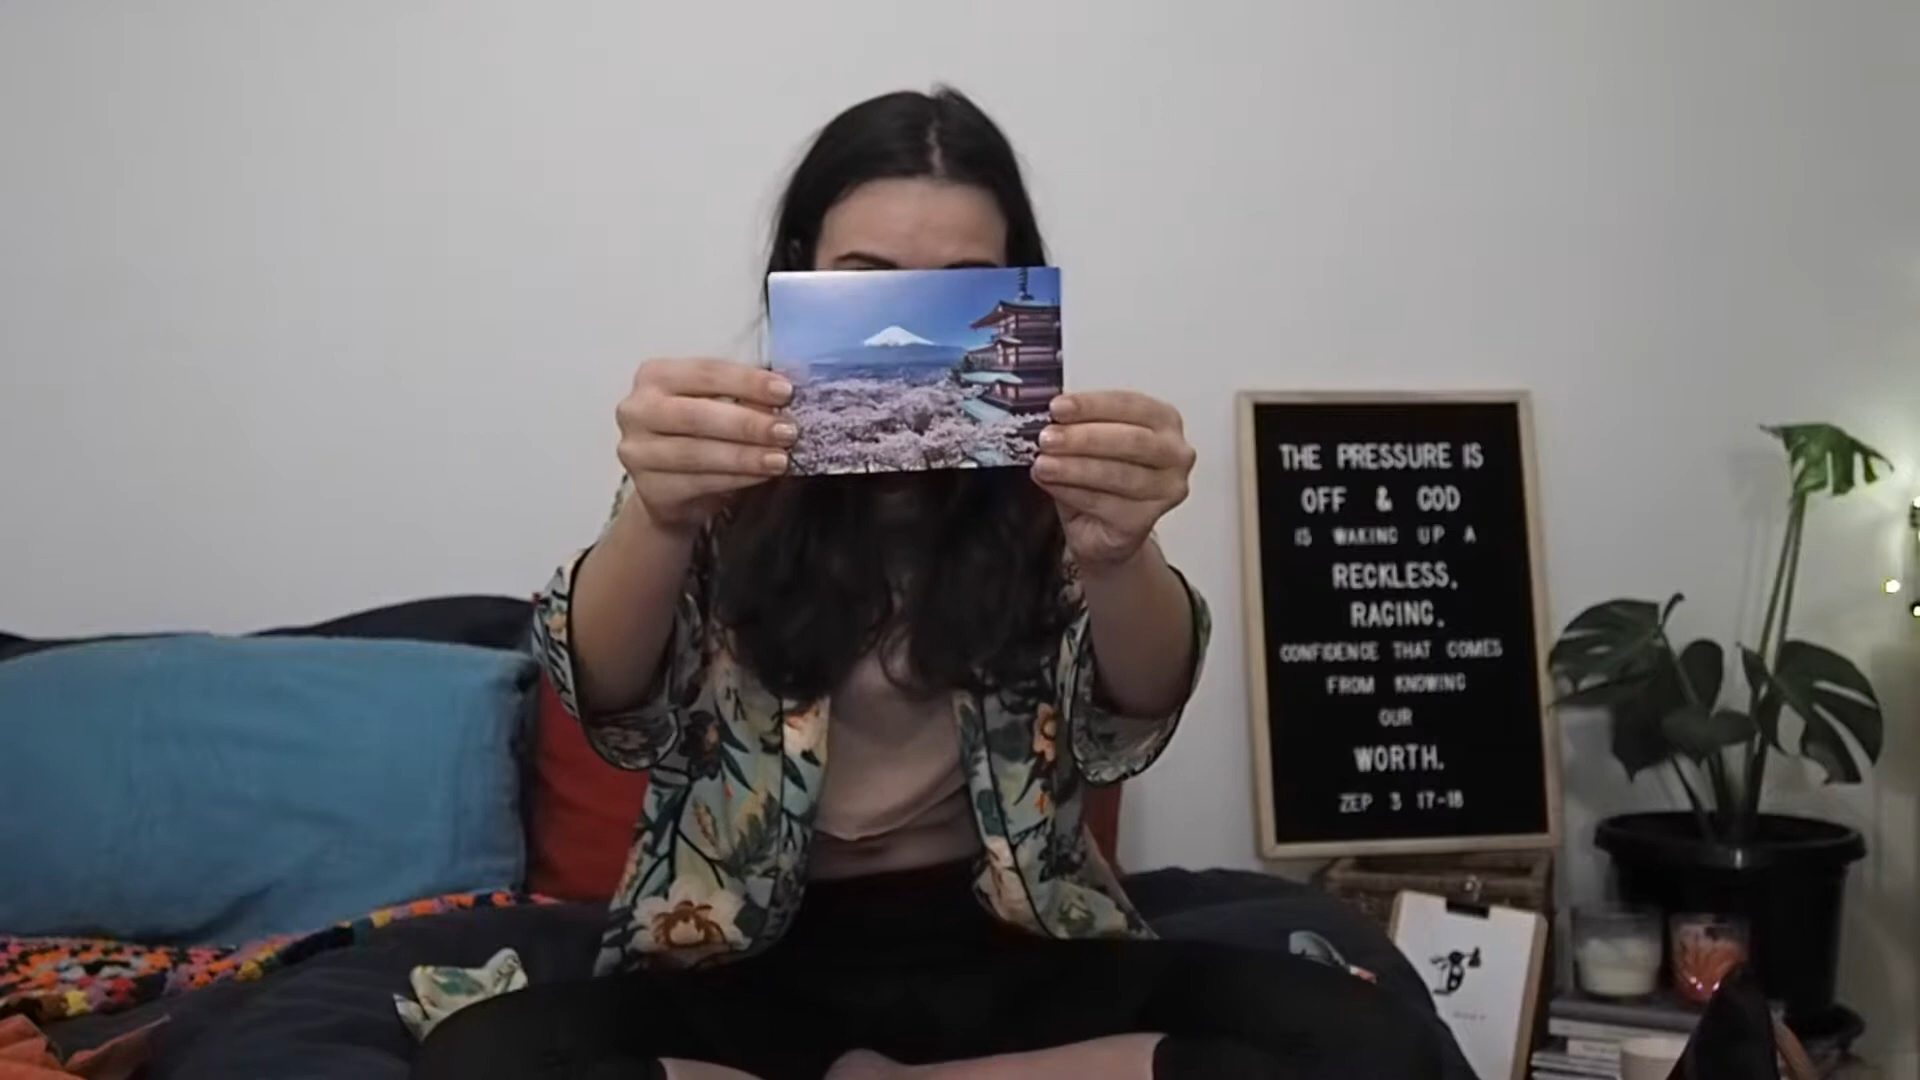 THE PRESSURE IS
OFF & GOD
IS WAKING UP A
RECKLESS,
RACING,
CONFIDENCE THAT COMES
FROM KNOWING
OUR
WORTH.
ZEP 3 17-18